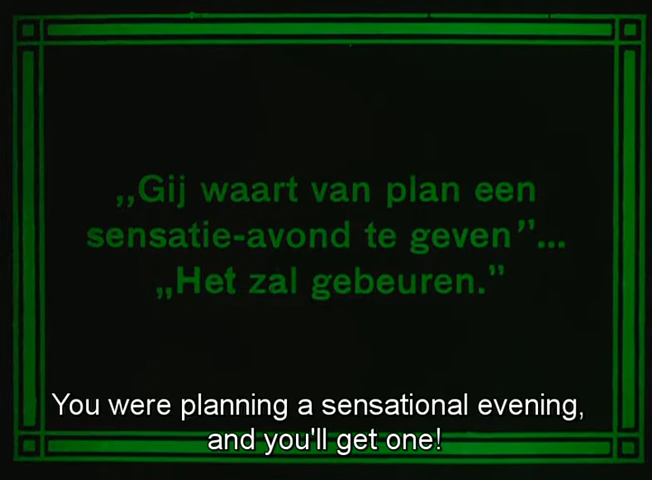 „Gij waart van plan een
sensatie-avond te geven”...
„Het zal gebeuren.”
You were planning a sensational evening,
and you'll get one!